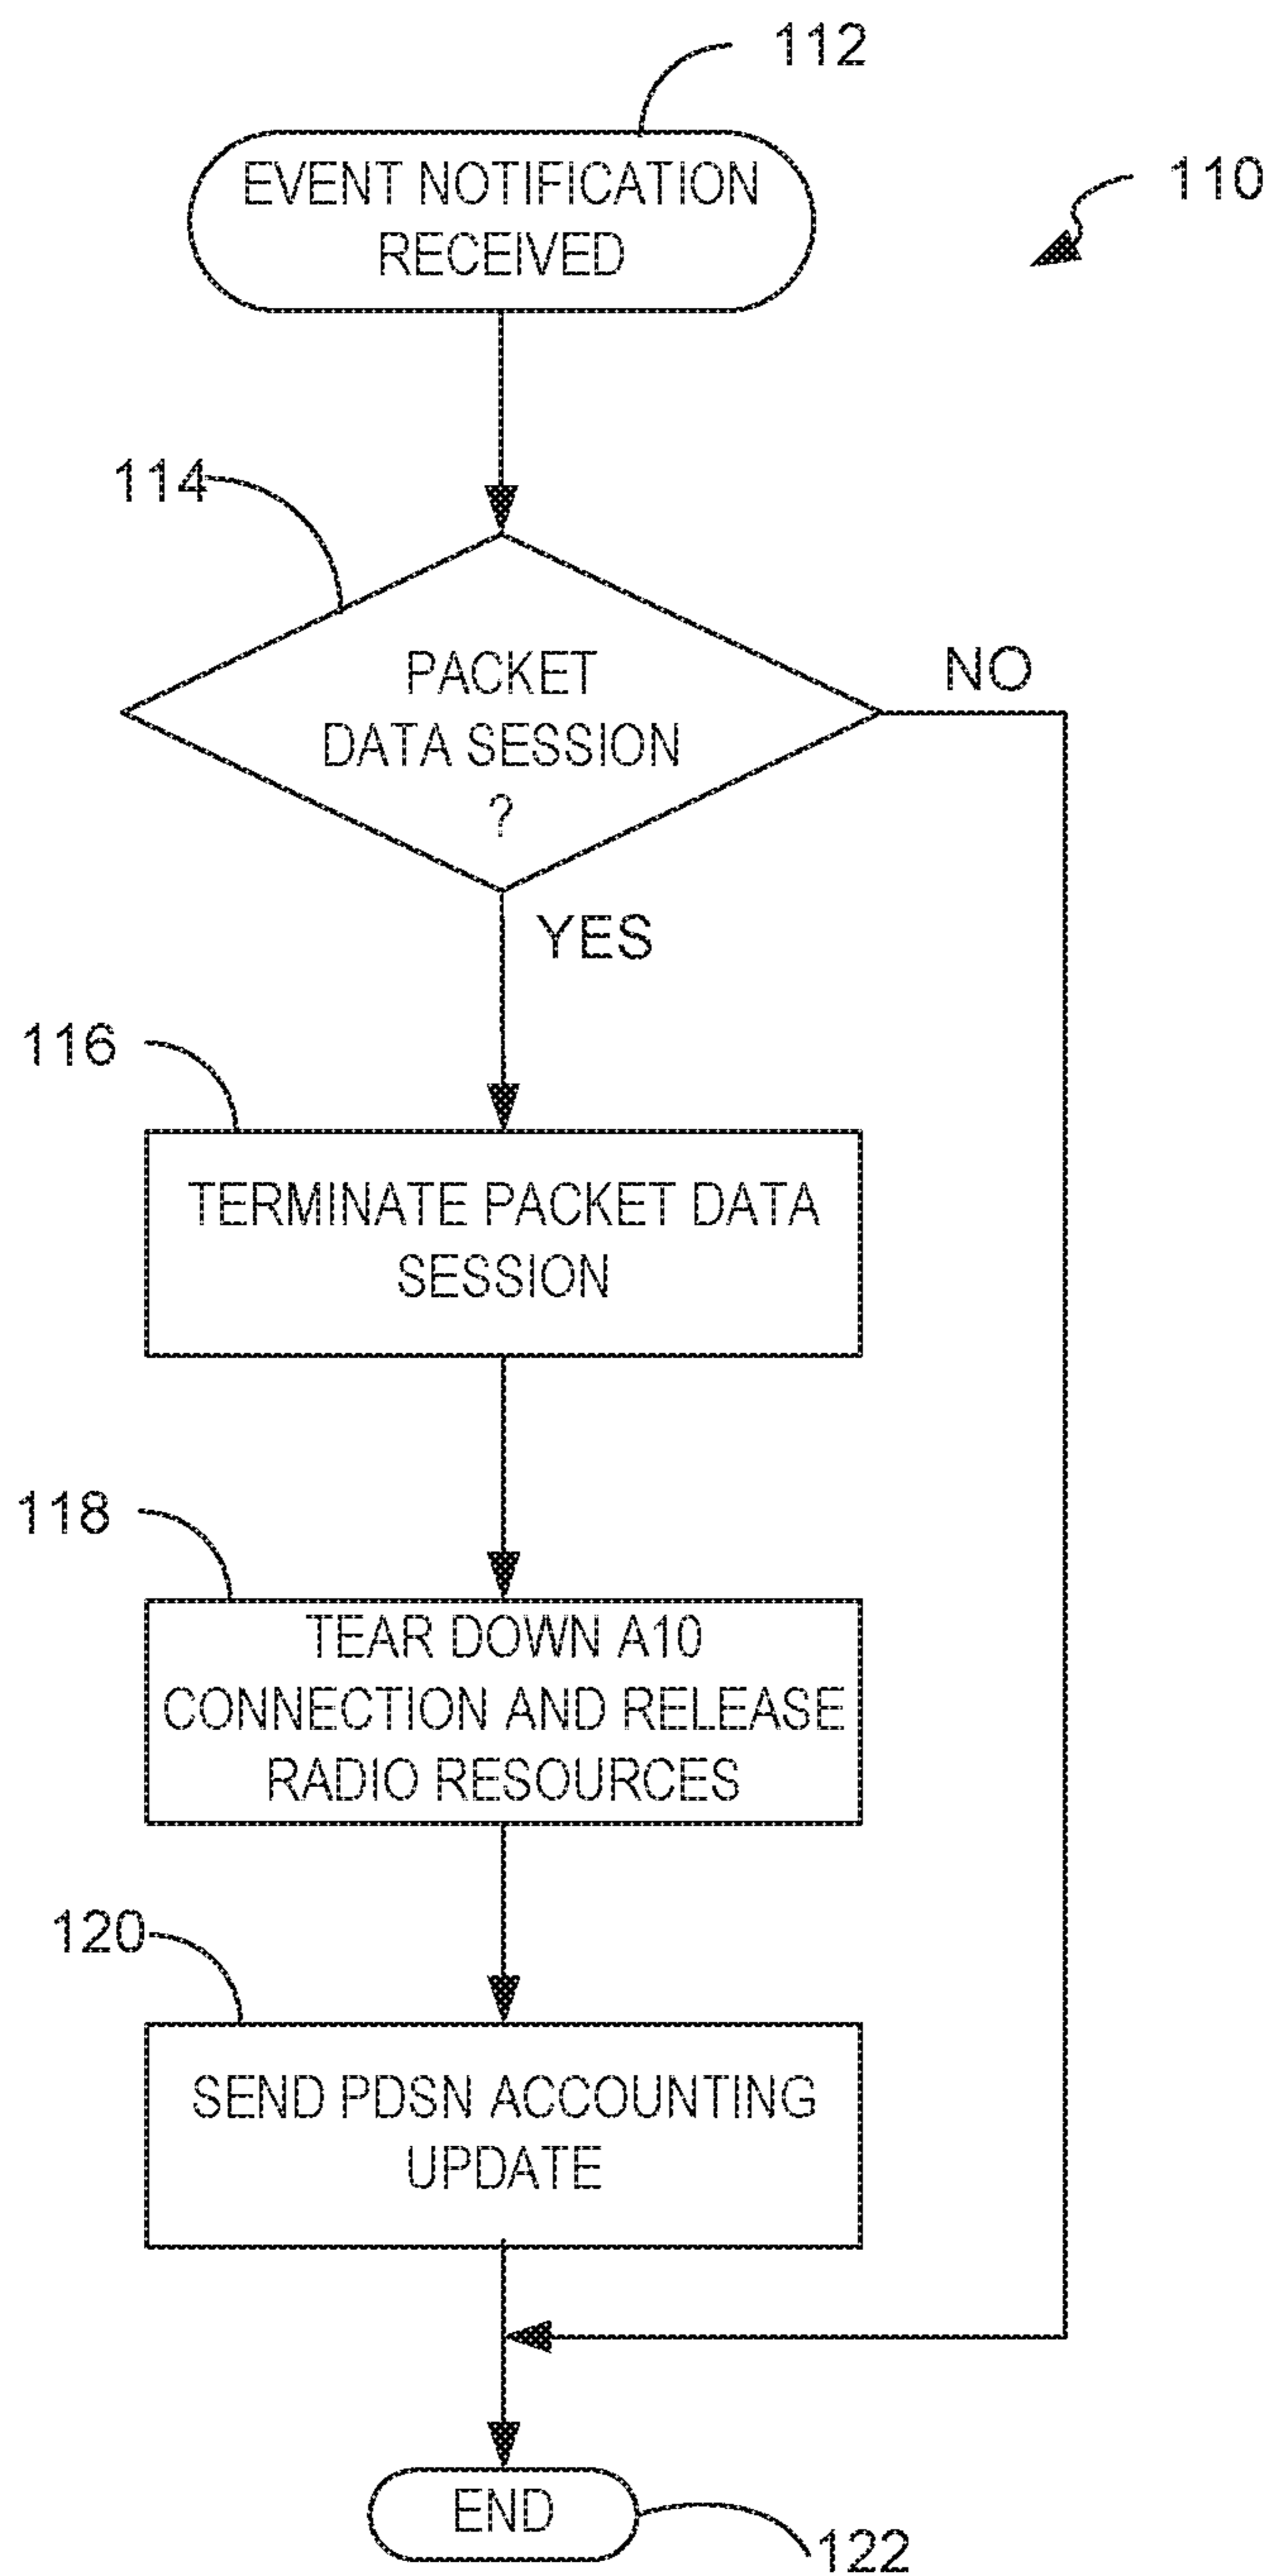 112
EVENT NOTIFICATION
RECEIVED
110
114
PACKET
DATA SESSION
?
NO
YES
116
TERMINATE PACKET DATA
SESSION
118
TEAR DOWN A10
CONNECTION AND RELEASE
RADIO RESOURCES
120
SEND PDSN ACCOUNTING
UPDATE
END
122